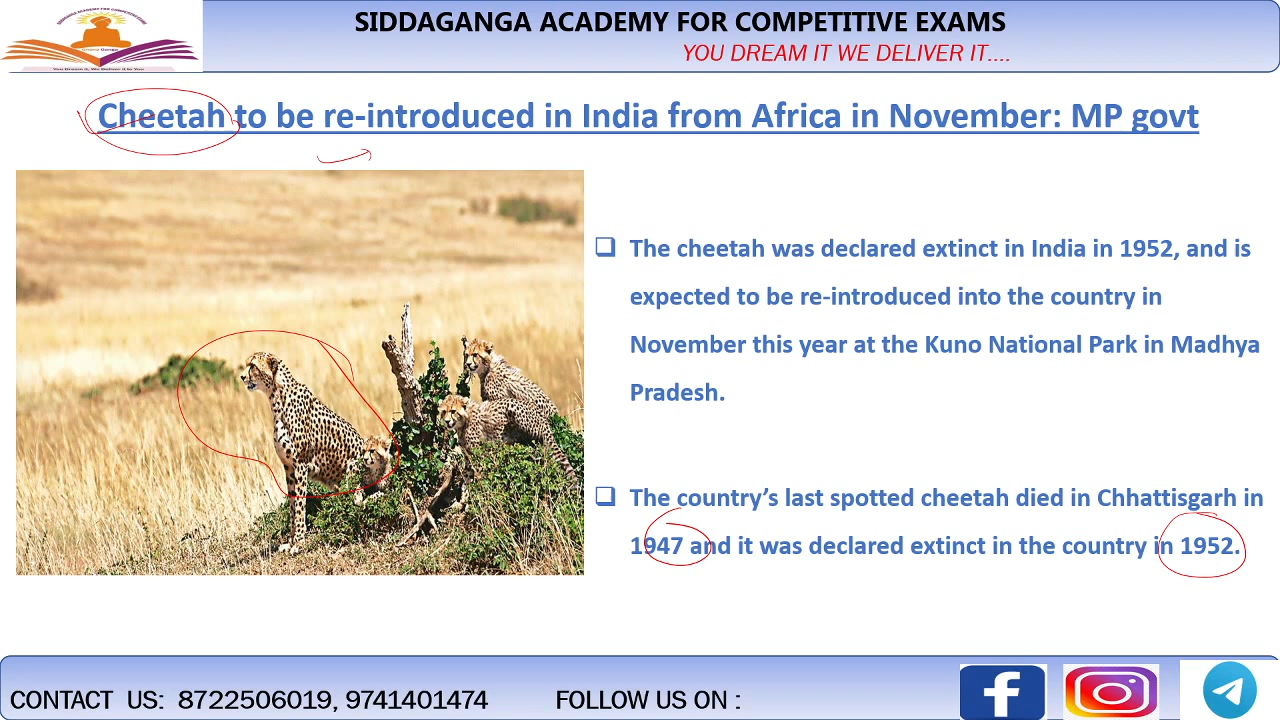 SIDDAGANGA ACADEMY FOR COMPETITIVE EXAMS
YOU DREAM IT WE DELIVER IT....
Cheetah to be re-introduced in India from Africa in November: MP govt
The cheetah was declared extinct in India in 1952, and is
expected to be re-introduced into the country in
November this year at the Kuno National Park in Madhya
Pradesh.
The country’s last spotted cheetah died in Chhattisgarh in
1947 and it was declared extinct in the country in 1952.
CONTACT US: 8722506019, 9741401474 FOLLOW US ON :